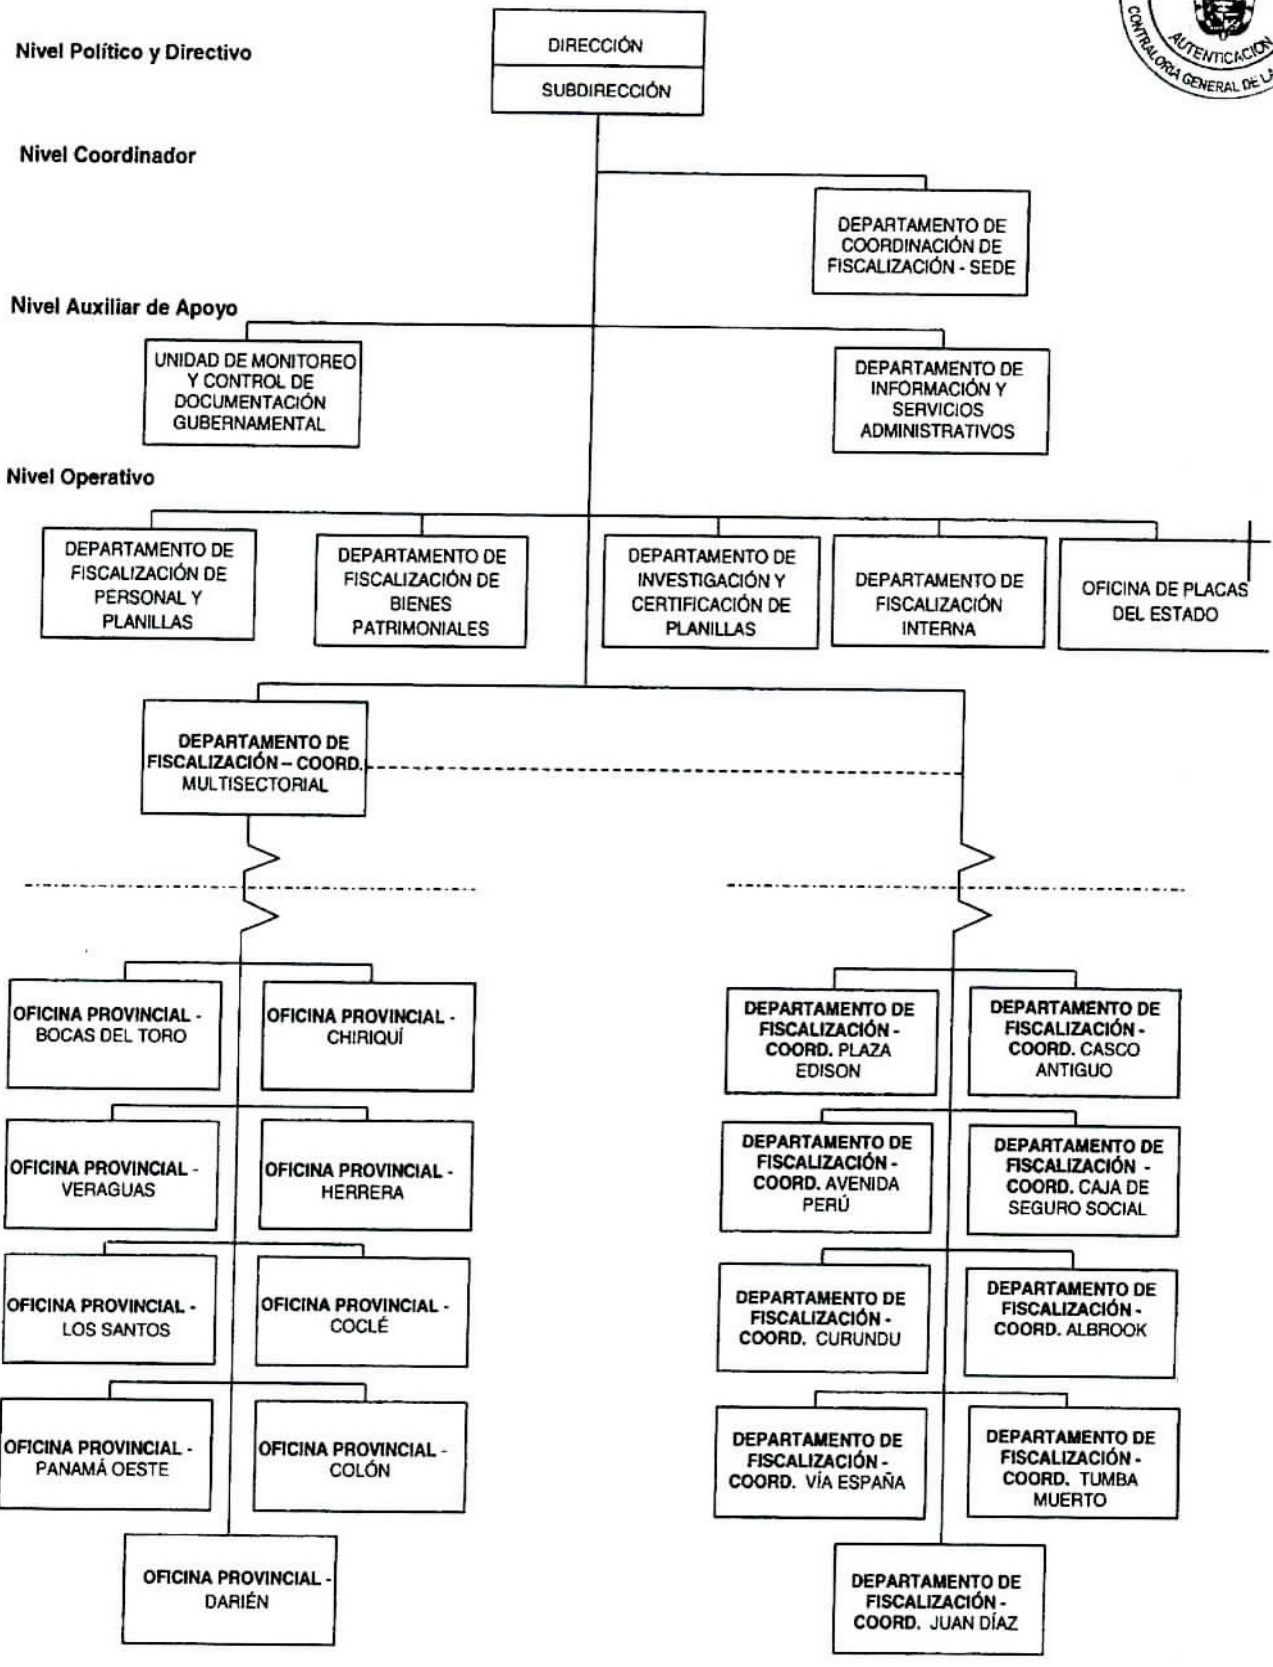 AUTENTICACIÓN
CONTRALORÍA GENERAL DE LA
Nivel Político y Directivo
DIRECCIÓN
SUBDIRECCIÓN
Nivel Coordinador
DEPARTAMENTO DE
COORDINACIÓN DE
FISCALIZACIÓN - SEDE
Nivel Auxiliar de Apoyo
UNIDAD DE MONITOREO
Y CONTROL DE
DOCUMENTACIÓN
GUBERNAMENTAL
DEPARTAMENTO DE
INFORMACIÓN Y
SERVICIOS
ADMINISTRATIVOS
Nivel Operativo
DEPARTAMENTO DE
FISCALIZACIÓN DE
PERSONAL Y
PLANILLAS
DEPARTAMENTO DE
FISCALIZACIÓN DE
BIENES
PATRIMONIALES
DEPARTAMENTO DE
INVESTIGACIÓN Y
CERTIFICACIÓN DE
PLANILLAS
DEPARTAMENTO DE
FISCALIZACIÓN
INTERNA
OFICINA DE PLACAS
DEL ESTADO
DEPARTAMENTO DE
FISCALIZACIÓN – COORD.
MULTISECTORIAL
OFICINA PROVINCIAL -
BOCAS DEL TORO
OFICINA PROVINCIAL -
CHIRIQUÍ
OFICINA PROVINCIAL -
VERAGUAS
OFICINA PROVINCIAL -
HERRERA
OFICINA PROVINCIAL -
LOS SANTOS
OFICINA PROVINCIAL -
COCLÉ
OFICINA PROVINCIAL -
PANAMÁ OESTE
OFICINA PROVINCIAL -
COLÓN
OFICINA PROVINCIAL -
DARIÉN
DEPARTAMENTO DE
FISCALIZACIÓN -
COORD. PLAZA
EDISON
DEPARTAMENTO DE
FISCALIZACIÓN -
COORD. CASCO
ANTIGUO
DEPARTAMENTO DE
FISCALIZACIÓN -
COORD. AVENIDA
PERÚ
DEPARTAMENTO DE
FISCALIZACIÓN -
COORD. CAJA DE
SEGURO SOCIAL
DEPARTAMENTO DE
FISCALIZACIÓN -
COORD. CURUNDU
DEPARTAMENTO DE
FISCALIZACIÓN -
COORD. ALBROOK
DEPARTAMENTO DE
FISCALIZACIÓN -
COORD. VÍA ESPAÑA
DEPARTAMENTO DE
FISCALIZACIÓN -
COORD. TUMBA
MUERTO
DEPARTAMENTO DE
FISCALIZACIÓN -
COORD. JUAN DÍAZ